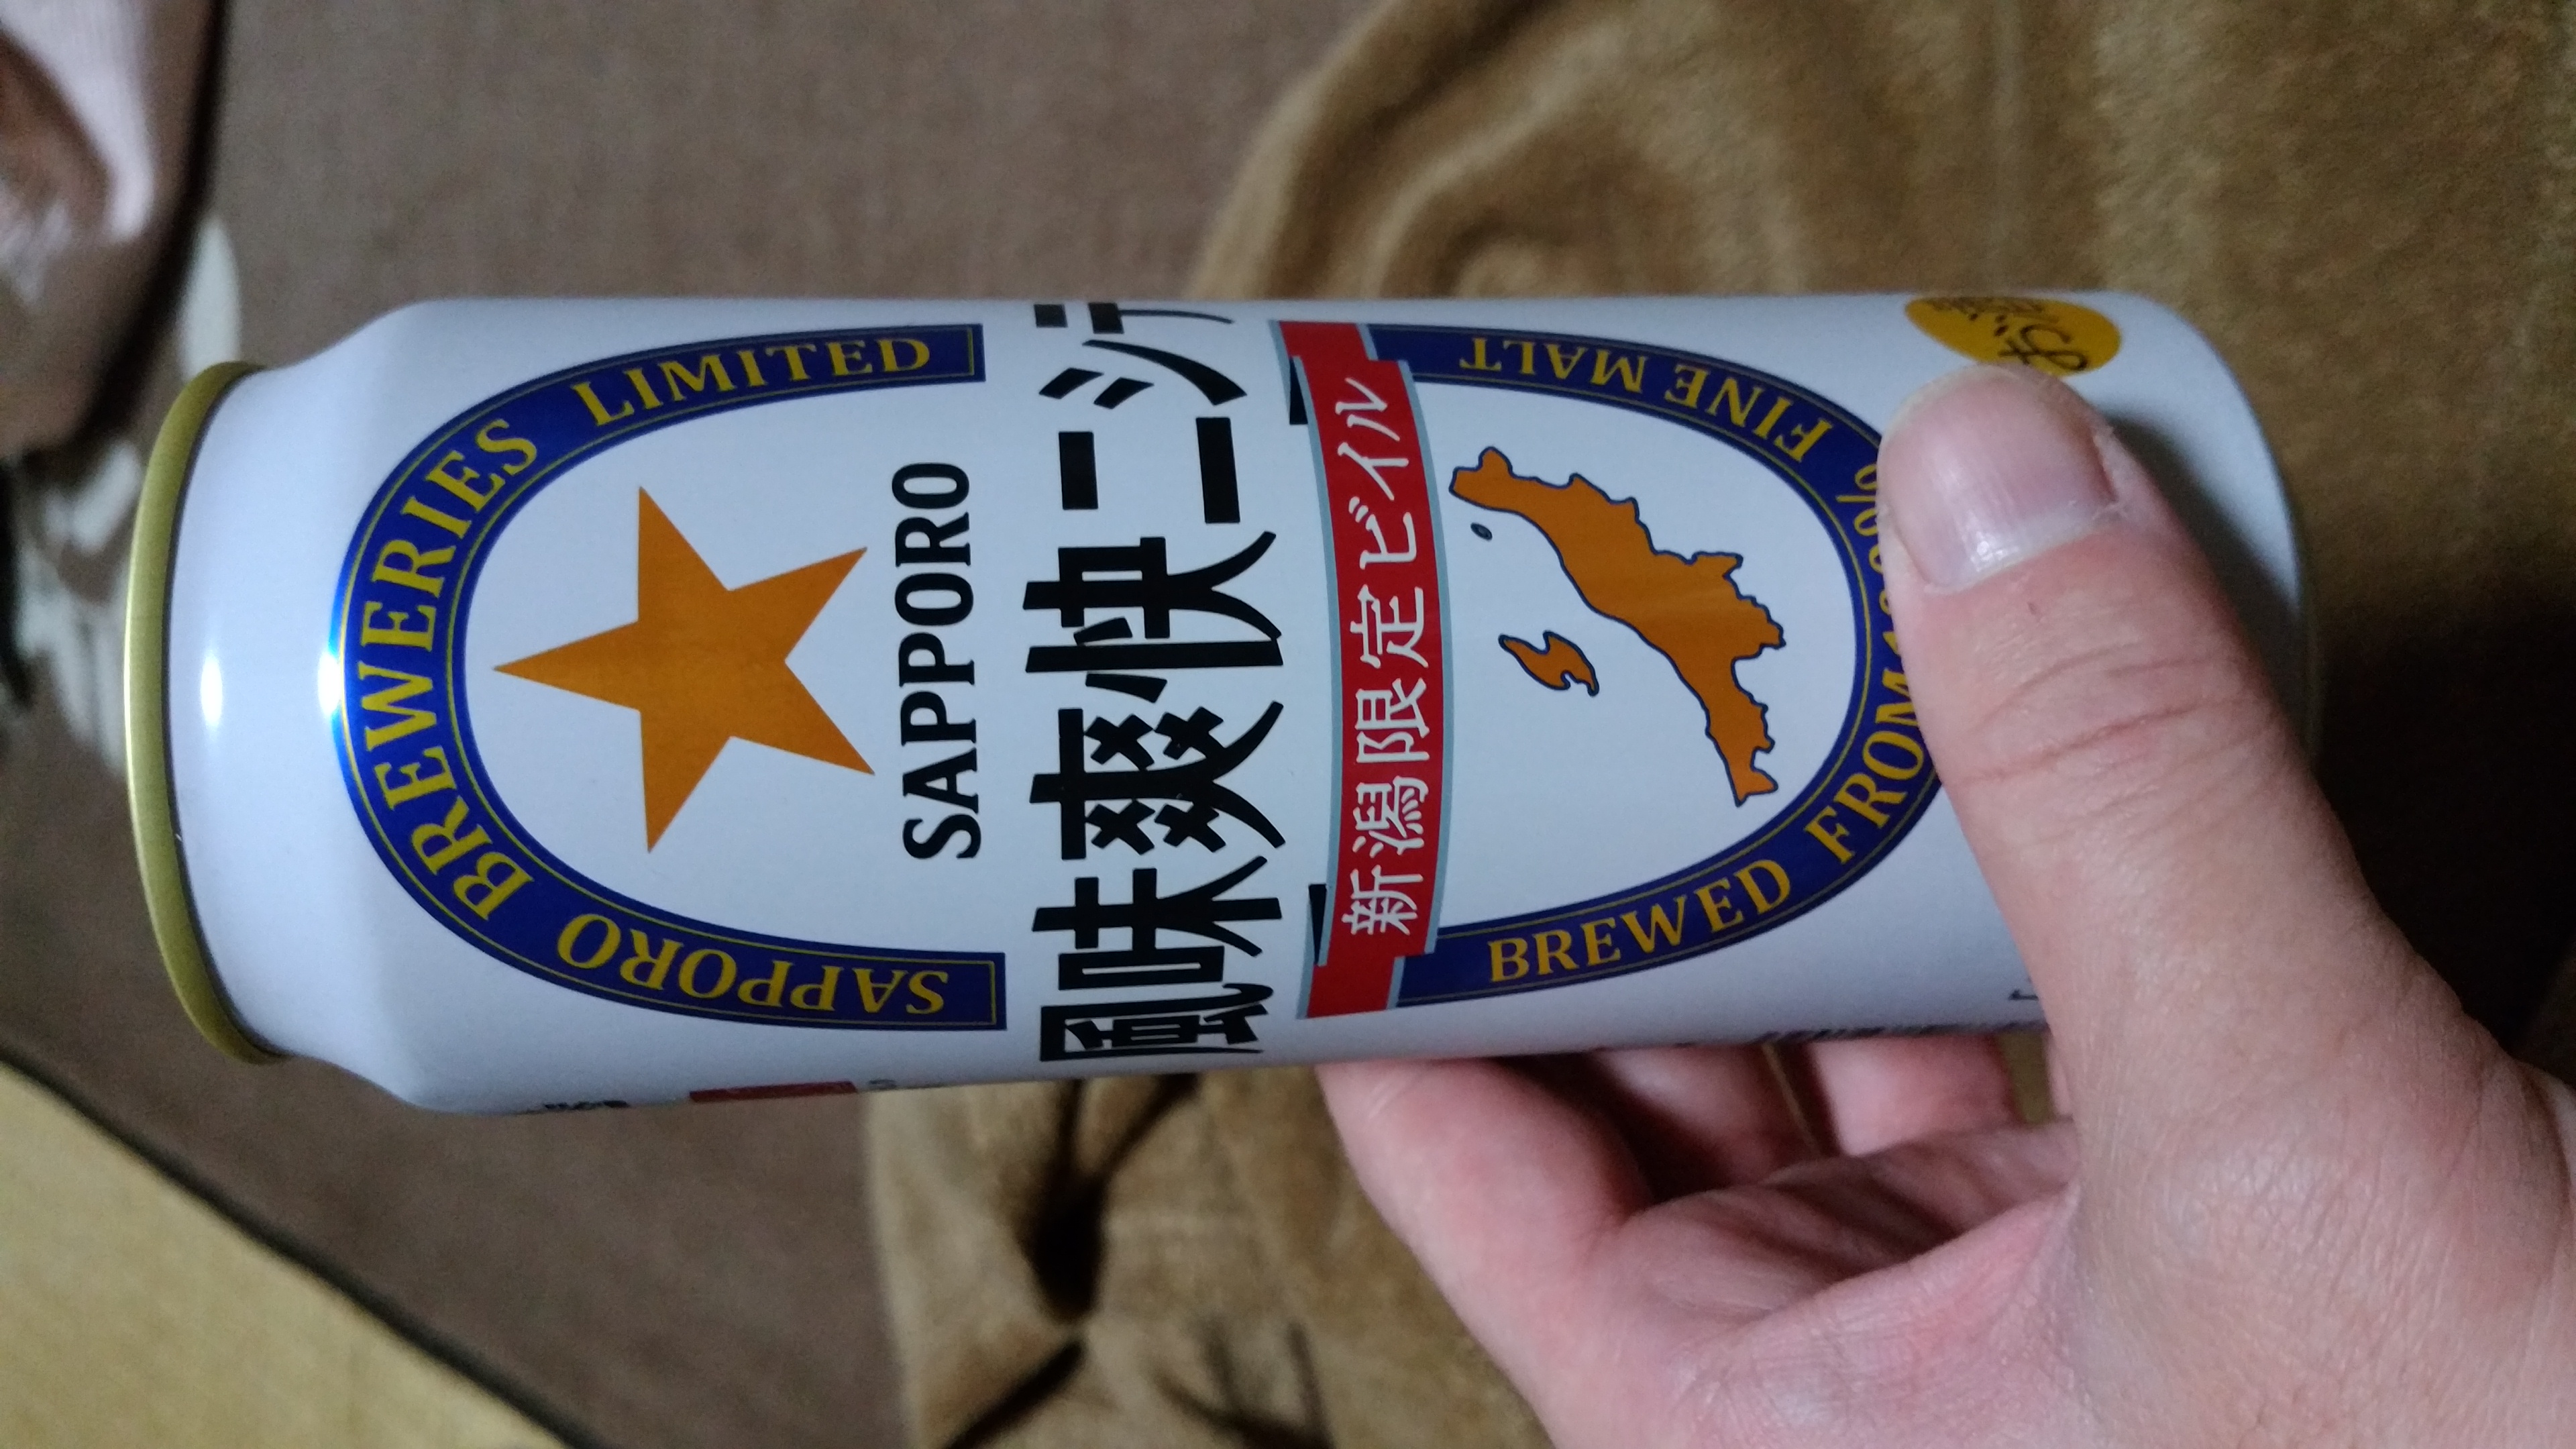 SAPPORO BREWERIES LIMITED
SAPPORO
風味爽快ニシテ
新潟限定ビイル
BREWED FROM 100% FINE MALT